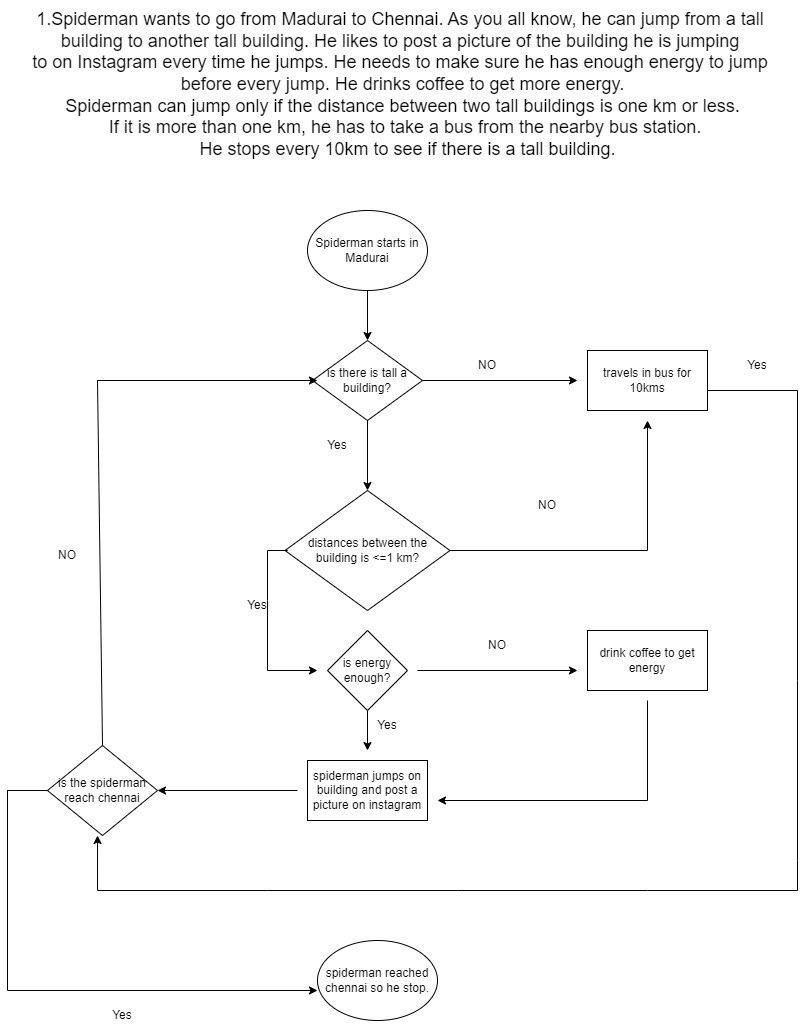 1.Spiderman wants to go from Madurai to Chennai. As you all know, he can jump from a tall
building to another tall building. He likes to post a picture of the building he is jumping
to on Instagram every time he jumps. He needs to make sure he has enough energy to jump
before every jump. He drinks coffee to get more energy.
Spiderman can jump only if the distance between two tall buildings is one km or less.
If it is more than one km, he has to take a bus from the nearby bus station.
He stops every 10km to see if there is a tall building.
Spiderman starts in
Madurai
is there is tall a
building?
NO
travels in bus for
10kms
Yes
Yes
distances between the
building is <=1 km?
NO
NO
Yes
is energy
enough?
NO
drink coffee to get
energy
Yes
spiderman jumps on
building and post a
picture on instagram
is the spiderman
reach chennai
spiderman reached
chennai so he stop.
Yes